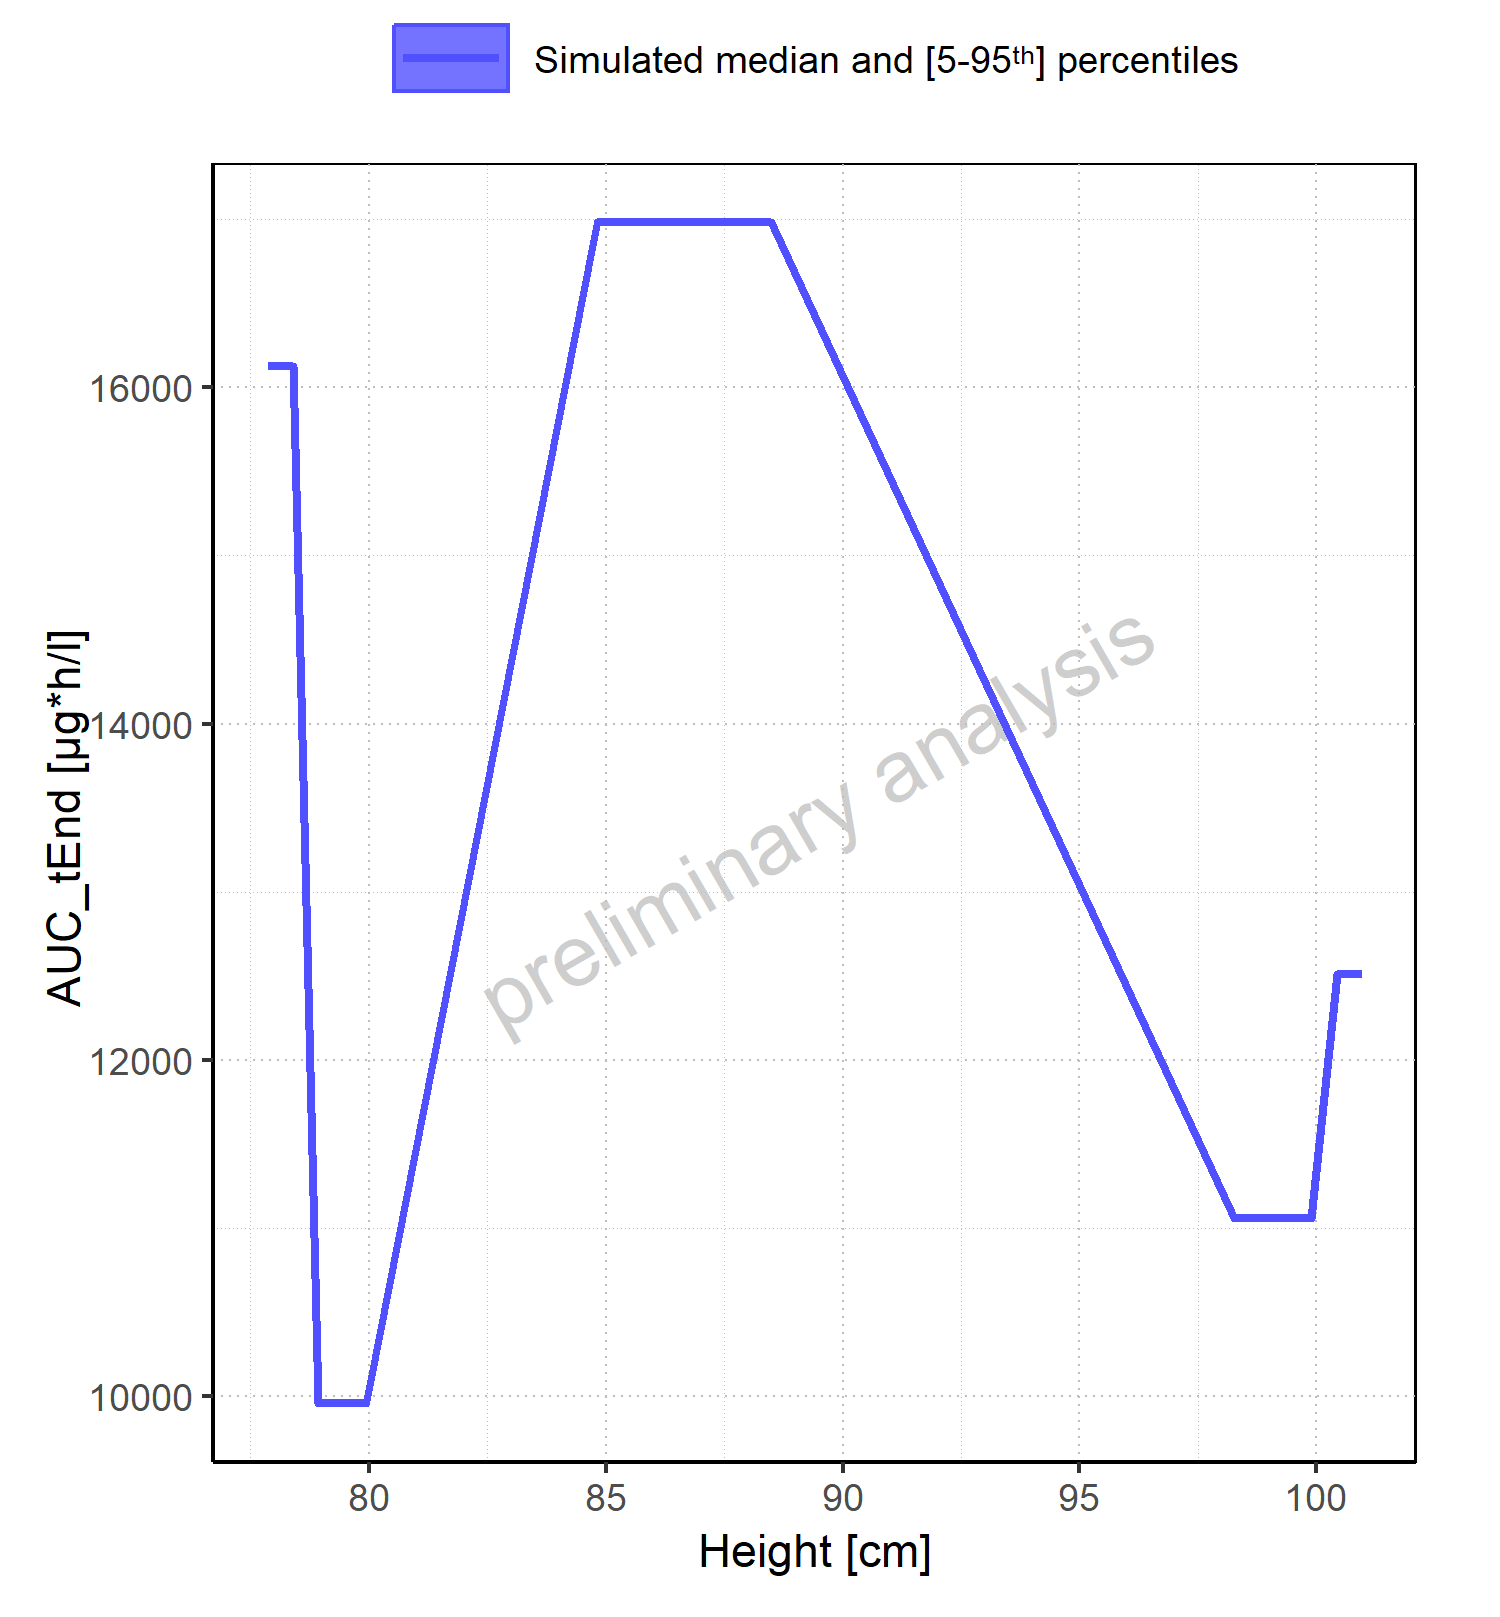 Simulated median and [5-95th] percentiles
AUC_tEnd [µg*h/l]
16000
14000
12000
10000
preliminary analysis
80 85 90 95 100
Height [cm]